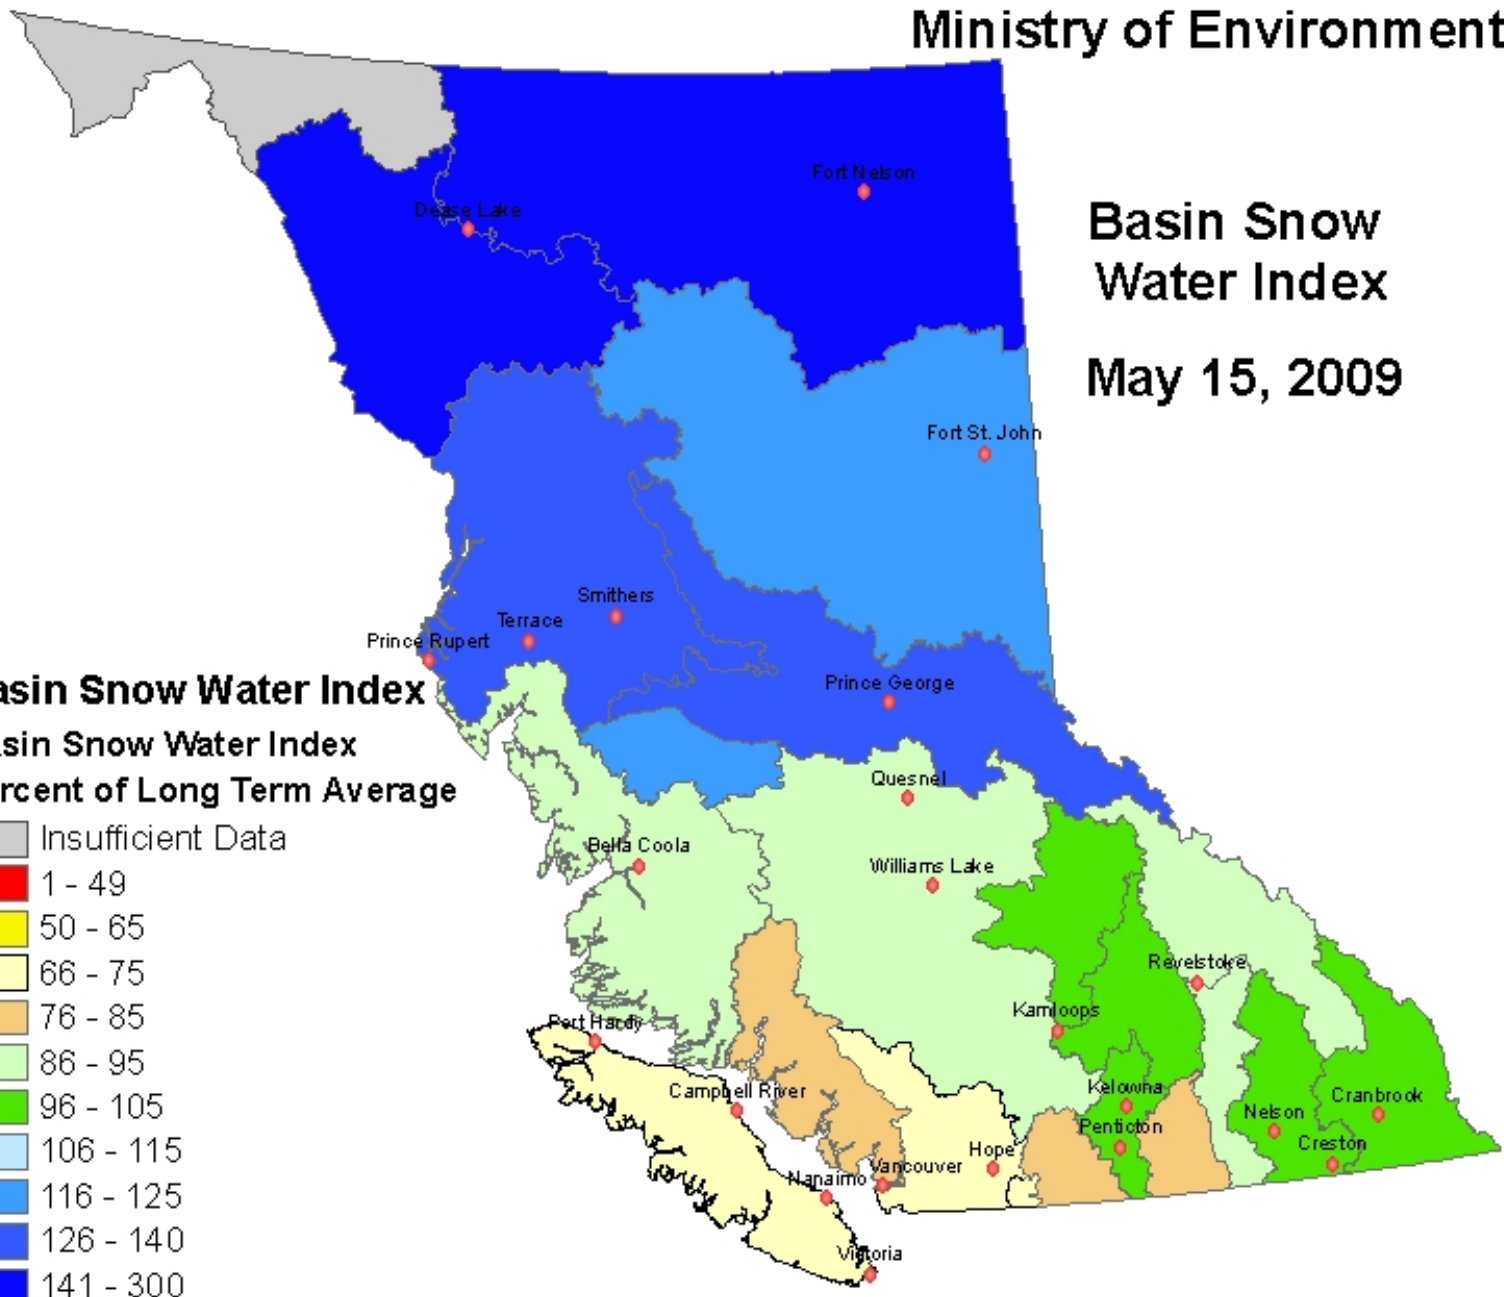 Ministry of Environment
Basin Snow
Water Index
May 15, 2009
Fort Nelson
Dease Lake
Fort St. John
Smithers
Terrace
Prince Rupert
Prince George
asin Snow Water Index
asin Snow Water Index
rcent of Long Term Average
Insufficient Data
1 - 49
50 - 65
66 - 75
76 - 85
86 - 95
96 - 105
106 - 115
116 - 125
126 - 140
141 - 300
Quesnel
Bella Coola
Williams Lake
Revelstoke
Kamloops
Port Hardy
Campbell River
Kelowna
Cranbrook
Nelson
Penticton
Creston
Hope
Vancouver
Nanaimo
Victoria